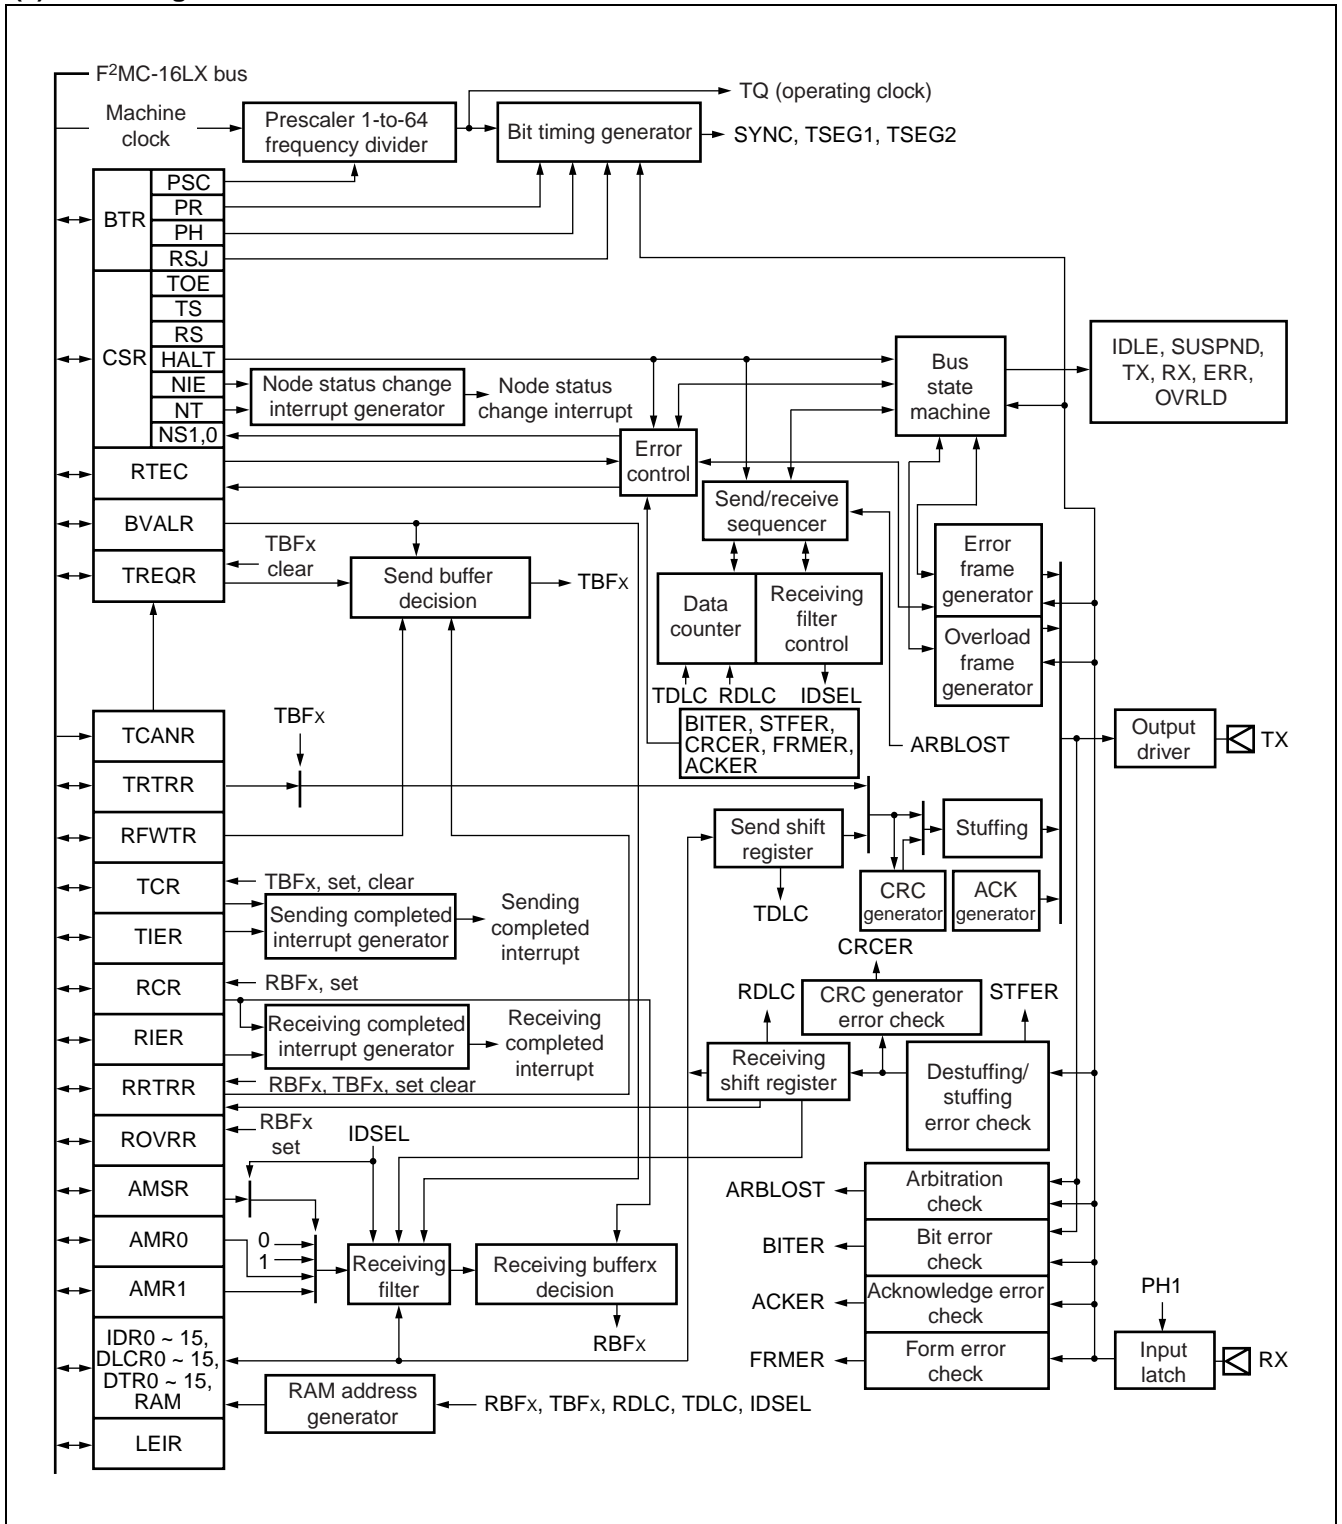 F2MC-16LX bus
TQ (operating clock)
Machine
clock
Prescaler 1-to-64
frequency divider
Bit timing generator
SYNC, TSEG1, TSEG2
BTR
PSC
PR
PH
RSJ
CSR
TOE
TS
RS
HALT
NIE
NT
NS1,0
Node status change
interrupt generator
Node status
change interrupt
Bus
state
machine
IDLE, SUSPND,
TX, RX, ERR,
OVRLD
RTEC
Error
control
Send/receive
sequencer
BVALR
TREQR
TBFx
clear
Send buffer
decision
TBFx
Data
counter
Receiving
filter
control
Error
frame
generator
Overload
frame
generator
TDLC
RDLC
IDSEL
BITER, STFER,
CRCER, FRMER,
ACKER
ARBLOST
Output
driver
TX
TCANR
TBFx
TRTRR
RFWTR
Send shift
register
Stuffing
TDLC
CRC
generator
ACK
generator
TCR
TBFx, set, clear
TIER
Sending completed
interrupt generator
Sending
completed
interrupt
CRCER
RCR
RBFx, set
RDLC
CRC generator
error check
STFER
RIER
Receiving completed
interrupt generator
Receiving
completed
interrupt
Receiving
shift register
Destuffing/
stuffing
error check
RRTRR
RBFx, TBFx, set clear
ROVRR
RBFx
set
IDSEL
AMSR
ARBLOST
Arbitration
check
AMR0
0
1
Receiving
filter
Receiving bufferx
decision
BITER
Bit error
check
AMR1
RBFx
ACKER
Acknowledge error
check
PH1
IDR0 ~ 15,
DLCR0 ~ 15,
DTR0 ~ 15,
RAM
FRMER
Form error
check
Input
latch
RX
RAM address
generator
RBFx, TBFx, RDLC, TDLC, IDSEL
LEIR